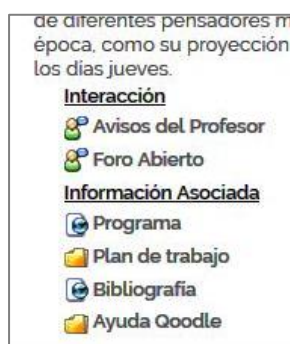 de diferentes pensadores m
época, como su proyección
los días jueves.
Interacción
Avisos del Profesor
Foro Abierto
Información Asociada
Programa
Plan de trabajo
Bibliografía
Ayuda Qoodle